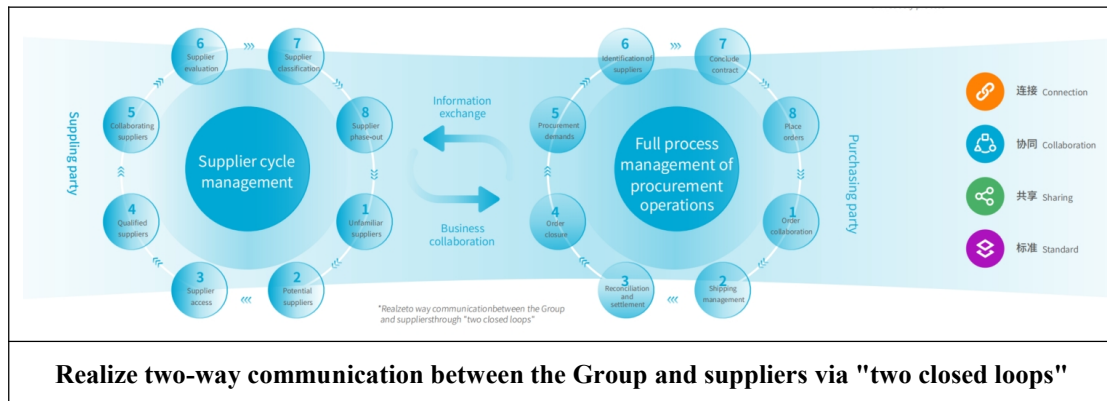 Suppling party
Supplier cycle
management
1
Unfamiliar
suppliers
2
Potential
suppliers
3
Supplier
access
4
Qualified
suppliers
5
Collaborating
suppliers
6
Supplier
evaluation
7
Supplier
classification
8
Supplier
phase-out
Information
exchange
Business
collaboration
*Realzeto way communicationbetween the Group
and suppliersthrough "two closed loops"
Full process
management of
procurement
operations
1
Order
collaboration
2
Shipping
management
3
Reconciliation and
settlement
4
Order
closure
5
Procurement
demands
6
Identification of
suppliers
7
Conclude
contract
8
Place
orders
Purchasing party
连接 Connection
协同 Collaboration
共享 Sharing
标准 Standard
Realize two-way communication between the Group and suppliers via "two closed loops"